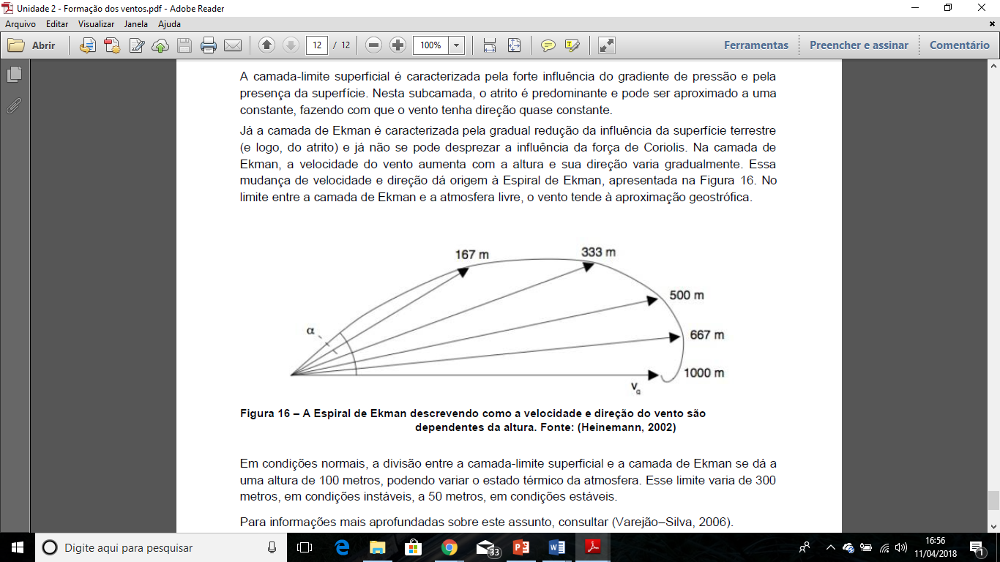 Unidade 2 - Formação dos ventos.pdf - Adobe Reader
Arquivo Editar Visualizar Janela Ajuda
Abrir 12 / 12 100% Ferramentas Preencher e assinar Comentário
A camada-limite superficial é caracterizada pela forte influência do gradiente de pressão e pela
presença da superfície. Nesta subcamada, o atrito é predominante e pode ser aproximado a uma
constante, fazendo com que o vento tenha direção quase constante.
Já a camada de Ekman é caracterizada pela gradual redução da influência da superfície terrestre
(e logo, do atrito) e já não se pode desprezar a influência da força de Coriolis. Na camada de
Ekman, a velocidade do vento aumenta com a altura e sua direção varia gradualmente. Essa
mudança de velocidade e direção dá origem à Espiral de Ekman, apresentada na Figura 16. No
limite entre a camada de Ekman e a atmosfera livre, o vento tende à aproximação geostrófica.
167 m
333 m
500 m
α
667 m
1000 m
vg
Figura 16 – A Espiral de Ekman descrevendo como a velocidade e direção do vento são
dependentes da altura. Fonte: (Heinemann, 2002)
Em condições normais, a divisão entre a camada-limite superficial e a camada de Ekman se dá a
uma altura de 100 metros, podendo variar o estado térmico da atmosfera. Esse limite varia de 300
metros, em condições instáveis, a 50 metros, em condições estáveis.
Para informações mais aprofundadas sobre este assunto, consultar (Varejão–Silva, 2006).
Digite aqui para pesquisar
33
16:56
11/04/2018
1